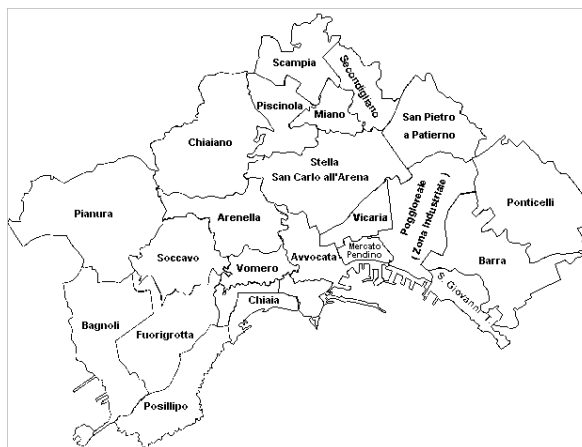 Scampia
Secondigliano
Piscinola
Miano
San Pietro
a Patierno
Chiaiano
Stella
San Carlo all'Arena
Pianura
Arenella
Vicaria
Poggioreale
( Zona Industriale )
Ponticelli
Soccavo
Vomero
Avvocata
Mercato
Pendino
Barra
S. Giovanni T.
Chiaia
Bagnoli
Fuorigrotta
Posillipo